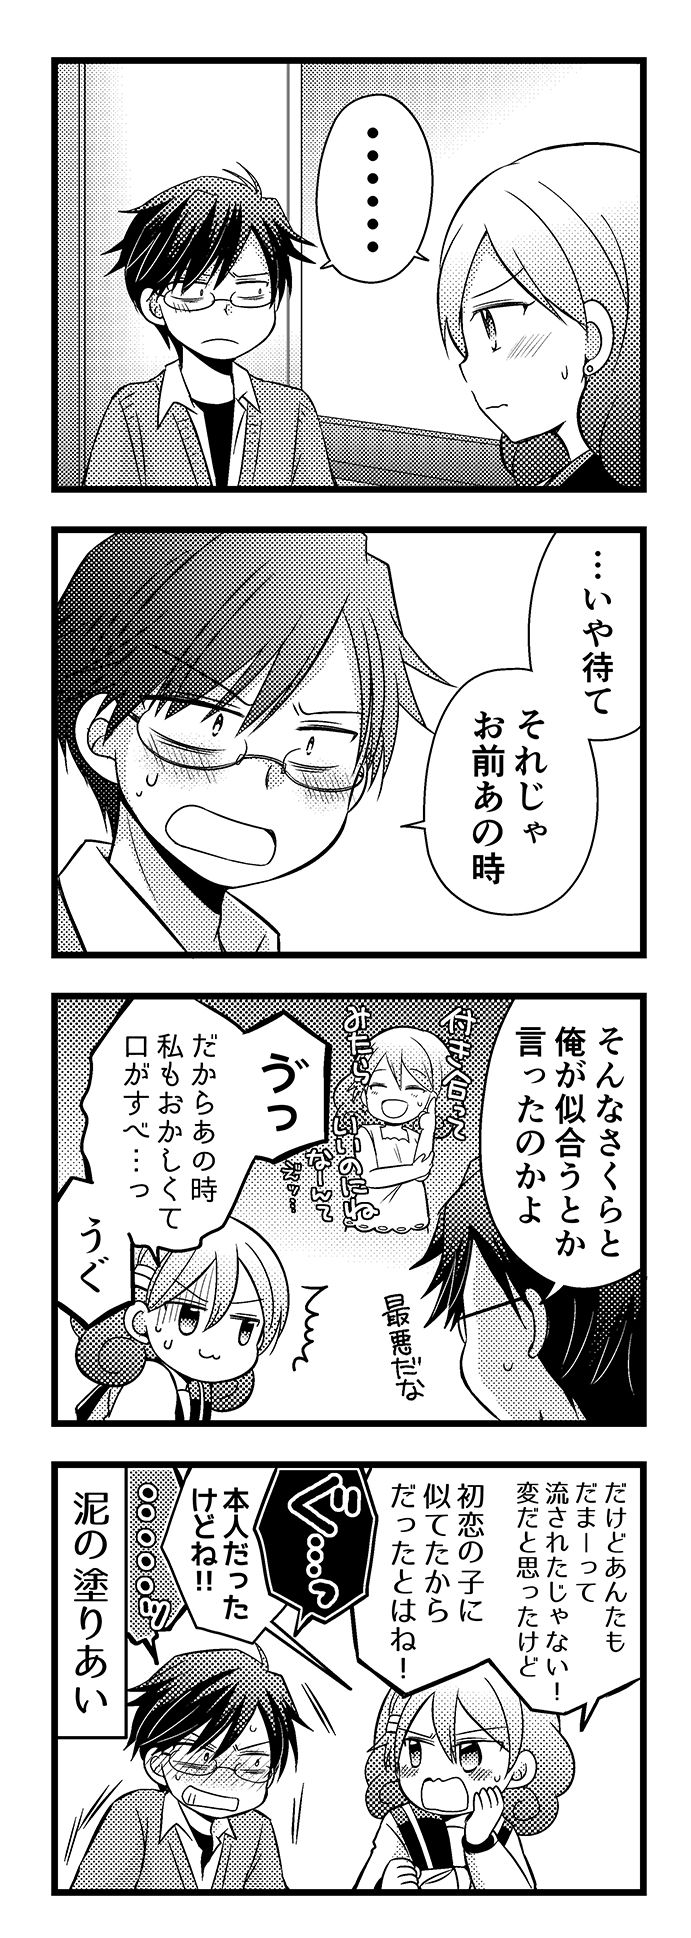 ・・・・・・
…いや待て
それじゃ
お前あの時
そんなさくらと
俺が似合うとか
言ったのかよ
付き合って
みたら
いいのにね
なーんて
最悪だな
ゔっ
だからあの時
私もおかしくて
口がすべ…っ
うぐ
だけどあんたも
だまーって
流されたじゃない！
変だと思ったけど
初恋の子に
似てたから
だったとはね！
ぐ…っ
本人だった
けどね!!
○○○○○○ッ
泥の塗りあい